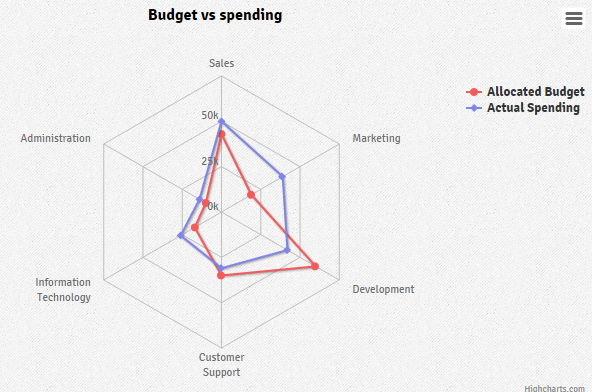 Budget vs spending
Sales
Allocated Budget
Actual Spending
50k
Administration
Marketing
25k
0k
Information
Technology
Development
Customer
Support
Highcharts.com